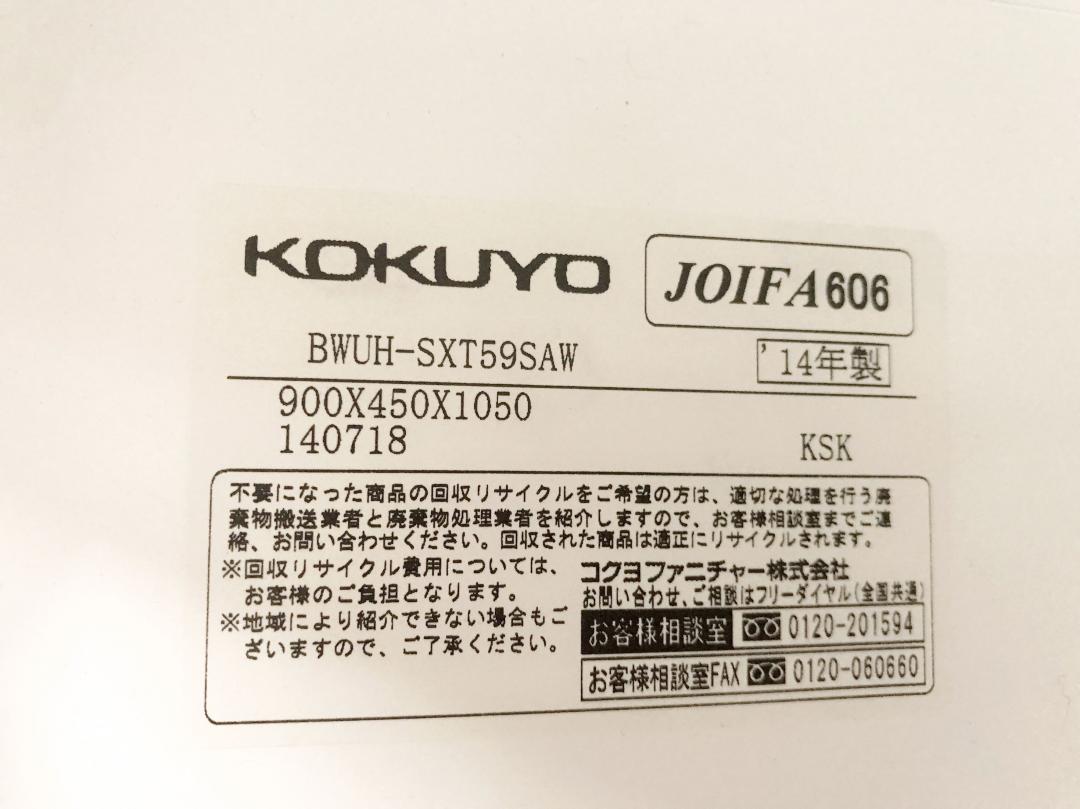 KOKUYO
JOIFA606
BWUH-SXT59SAW
'14年製
900X450X1050
140718
KSK
不要になった商品の回収リサイクルをご希望の方は、適切な処理を行う廃
棄物搬送業者と廃棄物処理業者を紹介しますので、お客様相談室までご連
絡、お問い合わせください。回収された商品は適正にリサイクルされます。
※回収リサイクル費用については、
お客様のご負担となります。
※地域により紹介できない場合もご
ざいますので、ご了承ください。
コクヨファニチャー株式会社
お問い合わせ、ご相談はフリーダイヤル(全国共通)
お客様相談室 0120-201594
お客様相談室FAX 0120-060660